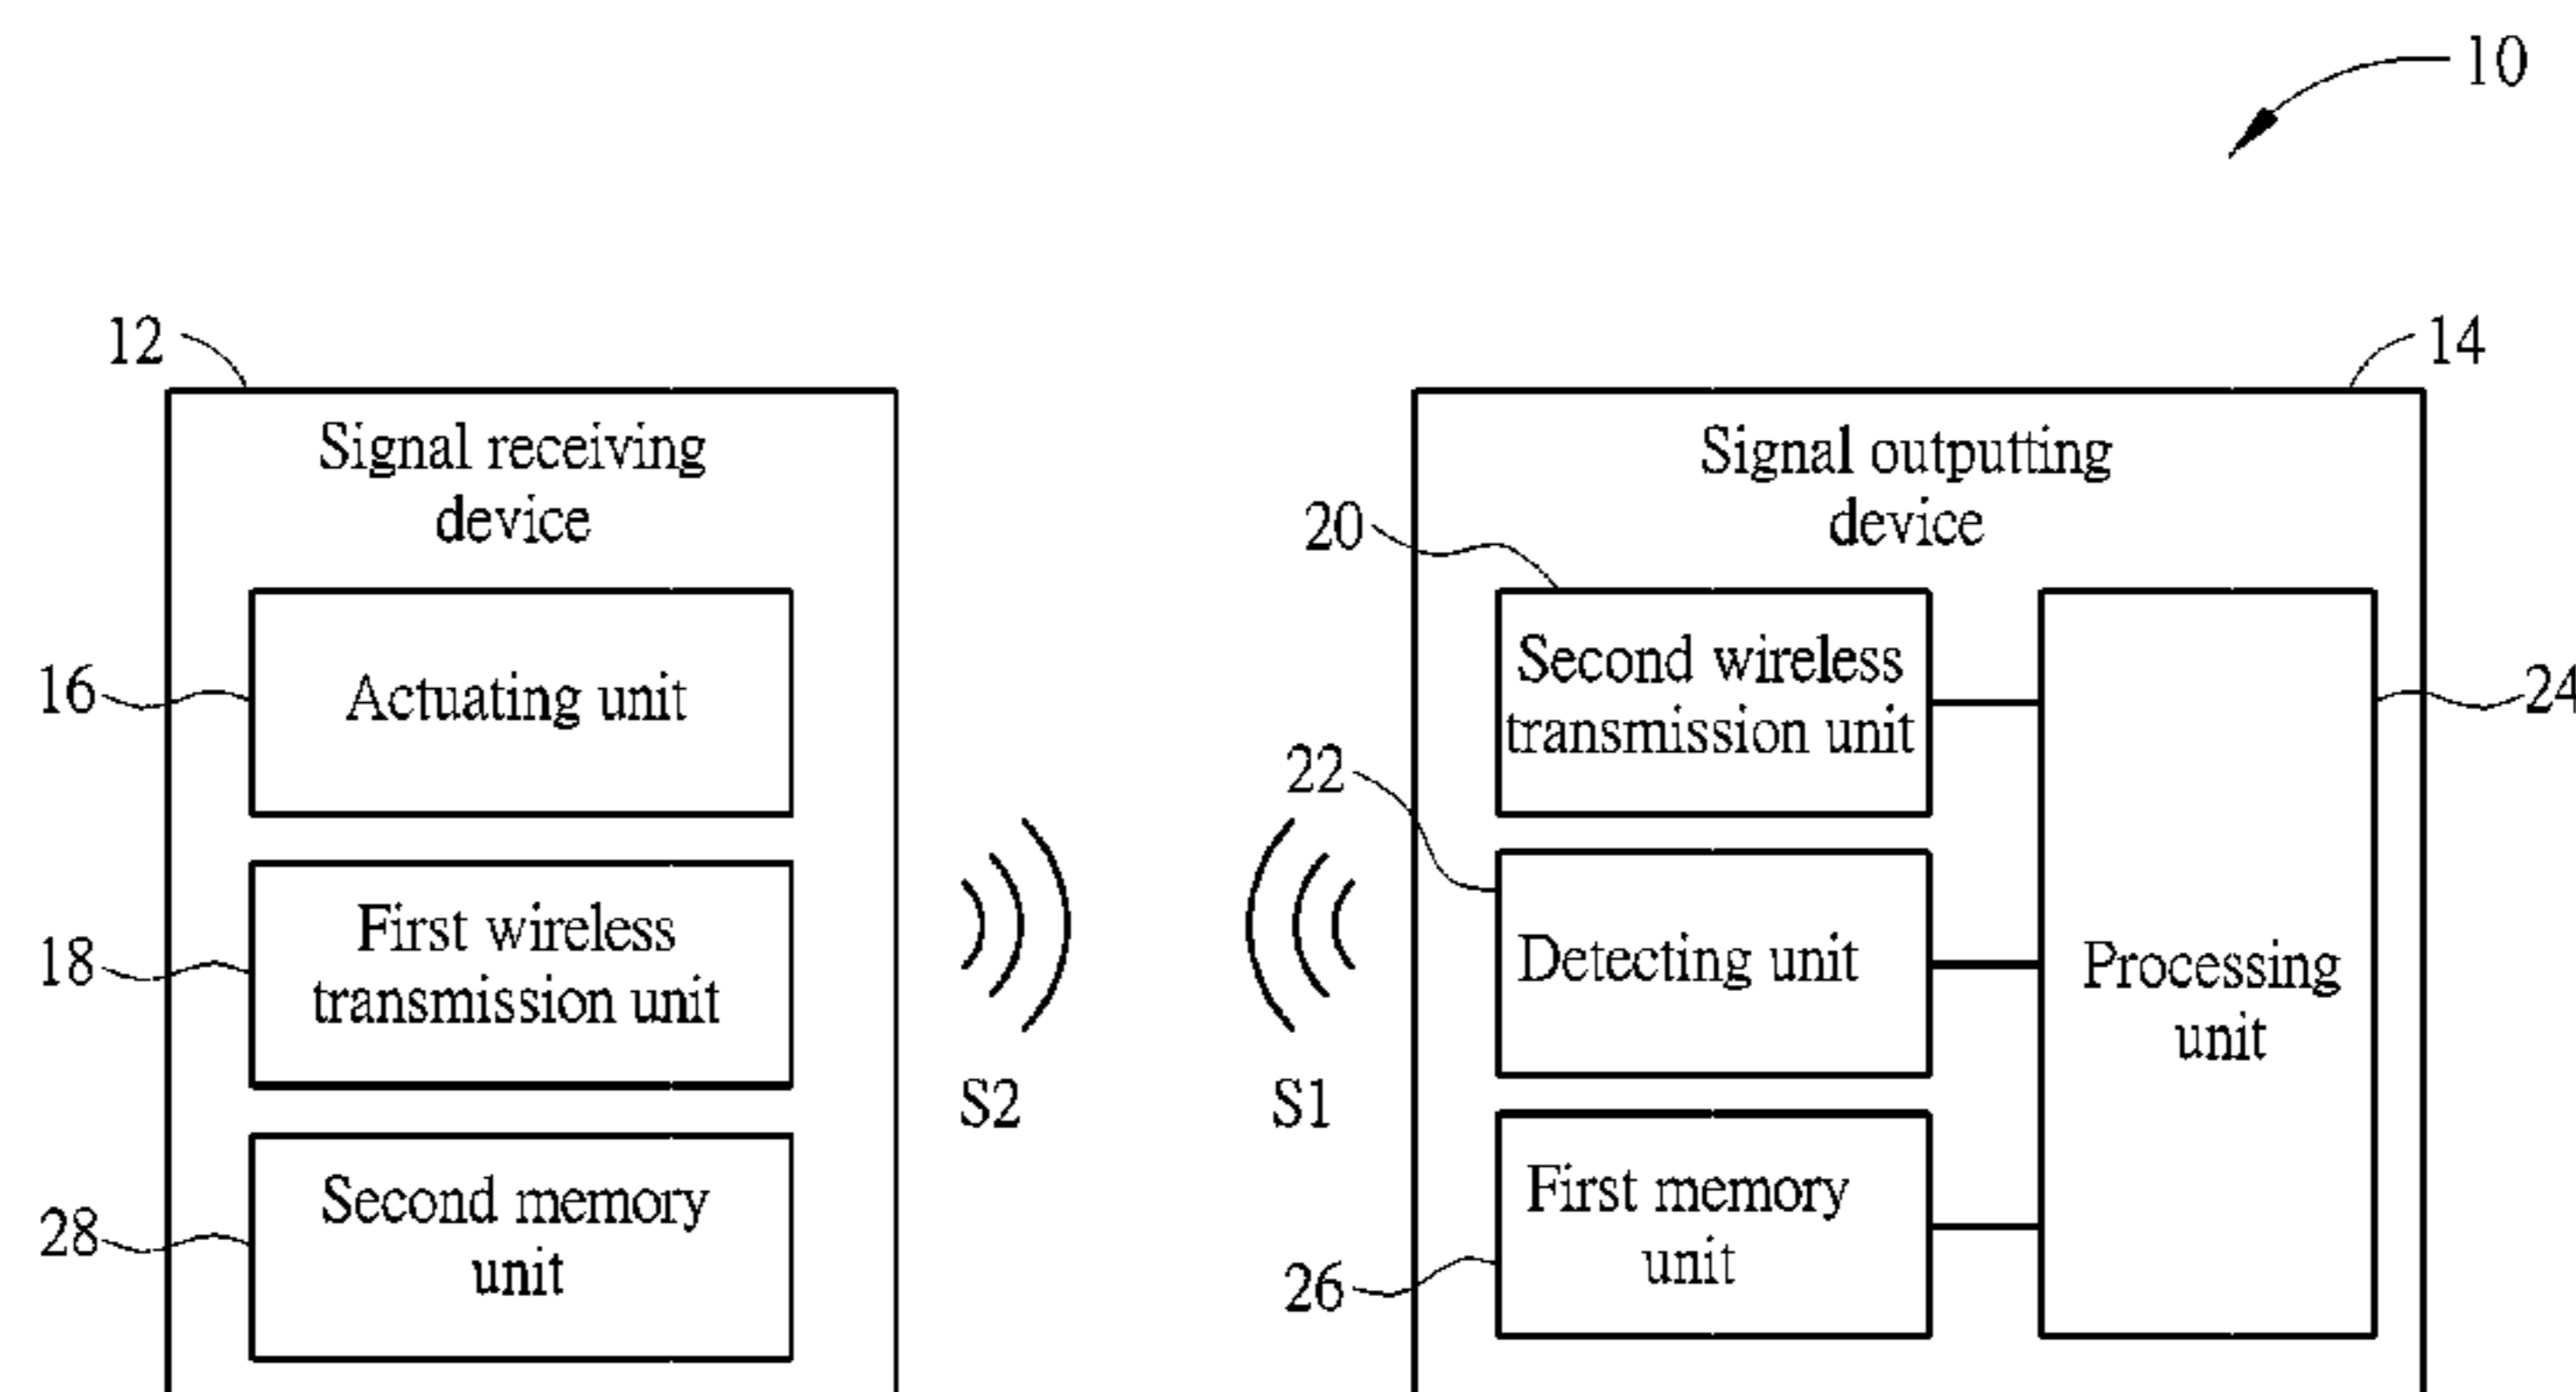 10
12
14
Signal receiving
device
Signal outputting
device
20
16
Actuating unit
Second wireless
transmission unit
24
22
18
First wireless
transmission unit
Detecting unit
Processing
unit
S2
S1
28
Second memory
unit
First memory
unit
26